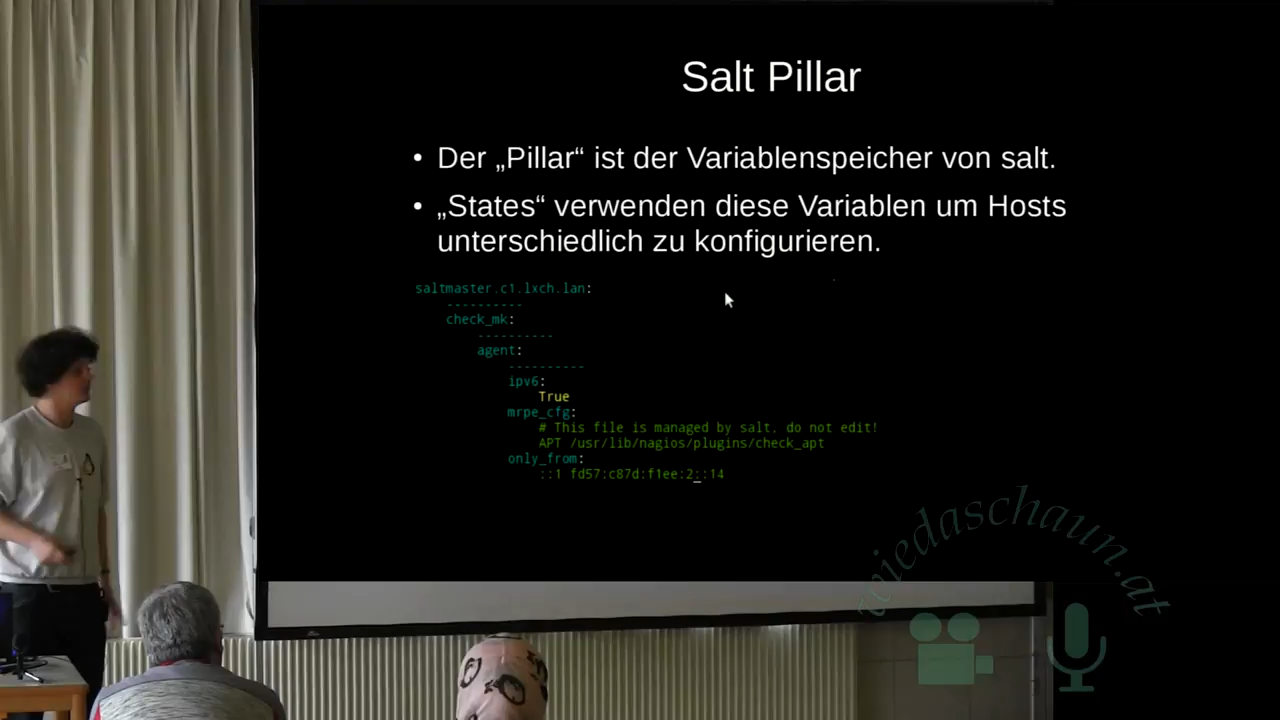 Salt Pillar
• Der „Pillar“ ist der Variablenspeicher von salt.
• „States“ verwenden diese Variablen um Hosts
unterschiedlich zu konfigurieren.
saltmaster.c1.lxch.lan:
----------
check_mk:
----------
agent:
----------
ipv6:
True
mrpe_cfg:
# This file is managed by salt, do not edit!
APT /usr/lib/nagios/plugins/check_apt
only_from:
::1 fd57:c87d:f1ee:2::14
wiedaschaun.at